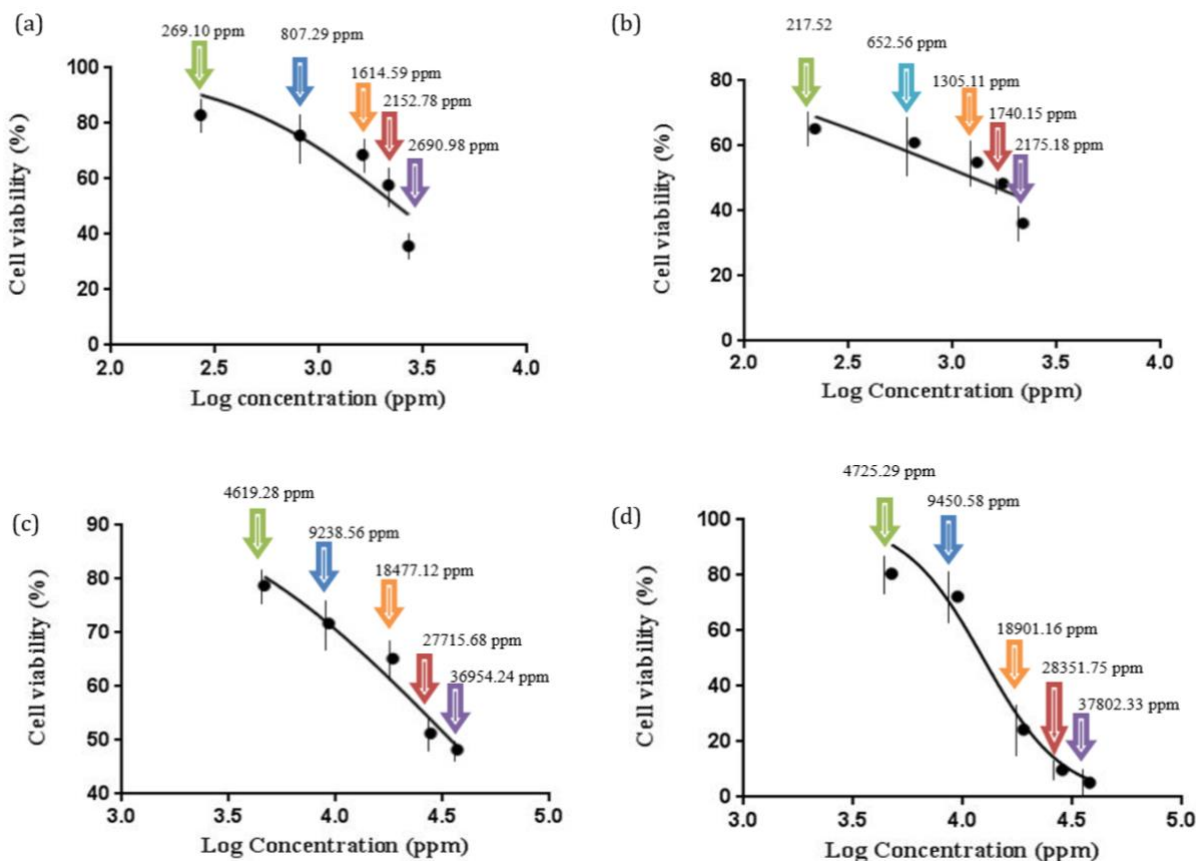 (a)
269.10 ppm
807.29 ppm
1614.59 ppm
2152.78 ppm
2690.98 ppm
100
80
60
40
20
0
Cell viability (%)
2.0 2.5 3.0 3.5 4.0
Log concentration (ppm)
(b)
217.52
652.56 ppm
1305.11 ppm
1740.15 ppm
2175.18 ppm
80
60
40
20
0
Cell viability (%)
2.0 2.5 3.0 3.5 4.0
Log Concentration (ppm)
(c)
4619.28 ppm
9238.56 ppm
18477.12 ppm
27715.68 ppm
36954.24 ppm
90
80
70
60
50
40
Cell viability (%)
3.0 3.5 4.0 4.5 5.0
Log Concentration (ppm)
(d)
4725.29 ppm
9450.58 ppm
18901.16 ppm
28351.75 ppm
37802.33 ppm
100
80
60
40
20
0
Cell viability (%)
3.0 3.5 4.0 4.5 5.0
Log Concentration (ppm)